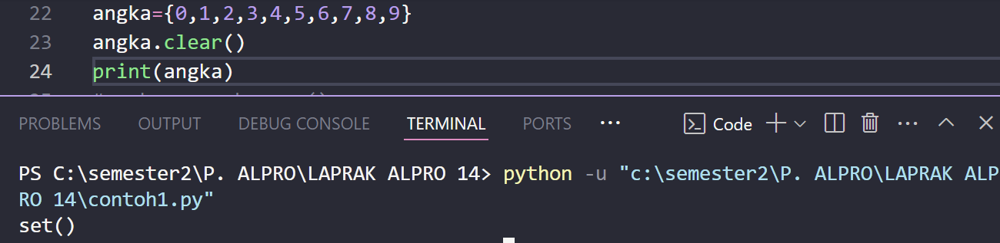 22 angka={0,1,2,3,4,5,6,7,8,9}
23 angka.clear()
24 print(angka)
PROBLEMS OUTPUT DEBUG CONSOLE TERMINAL PORTS ··· Code ···
PS C:\semester2\P. ALPRO\LAPRAK ALPRO 14> python -u "c:\semester2\P. ALPRO\LAPRAK ALP
RO 14\contoh1.py"
set()